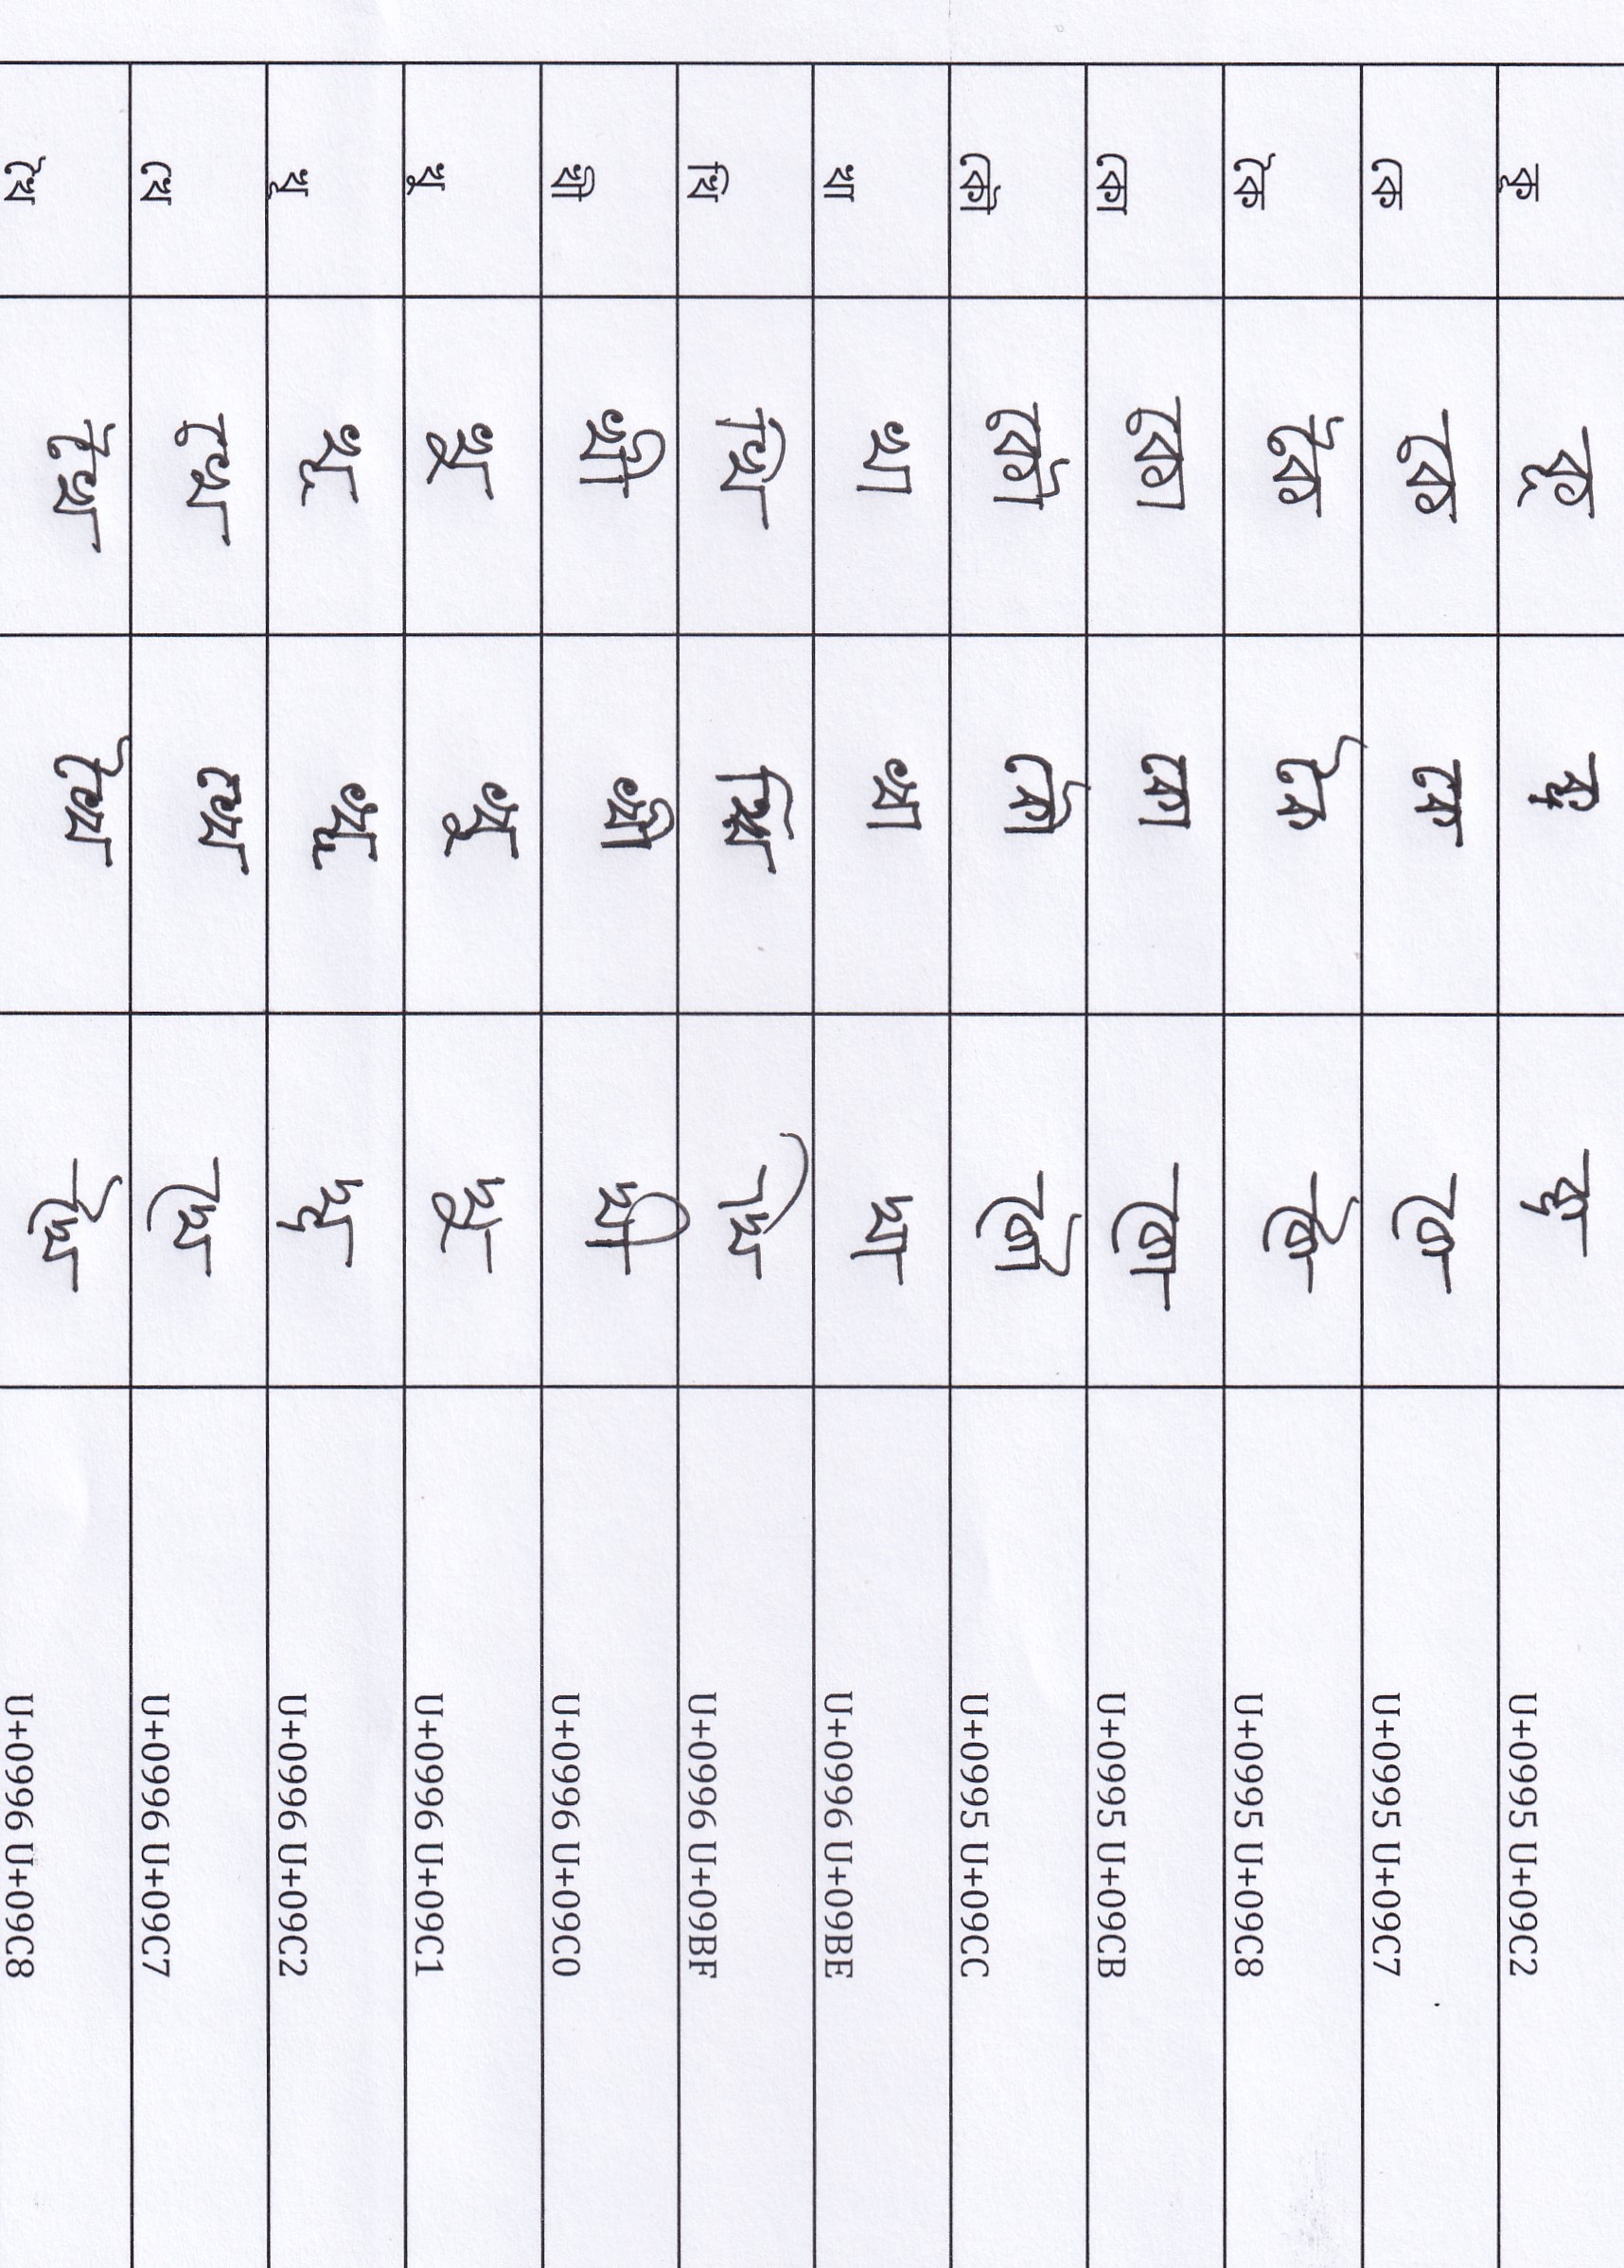 কূ কূ কূ কূ U+0995 U+09C2
কে কে কে কে U+0995 U+09C7
কৈ কৈ কৈ কৈ U+0995 U+09C8
কো কো কো কো U+0995 U+09CB
কৌ কৌ কৌ কৌ U+0995 U+09CC
খা খা খা খা U+0996 U+09BE
খি খি খি খি U+0996 U+09BF
খী খী খী খী U+0996 U+09C0
খু খু খু খু U+0996 U+09C1
খূ খূ খূ খূ U+0996 U+09C2
খে খে খে খে U+0996 U+09C7
খৈ খৈ খৈ খৈ U+0996 U+09C8